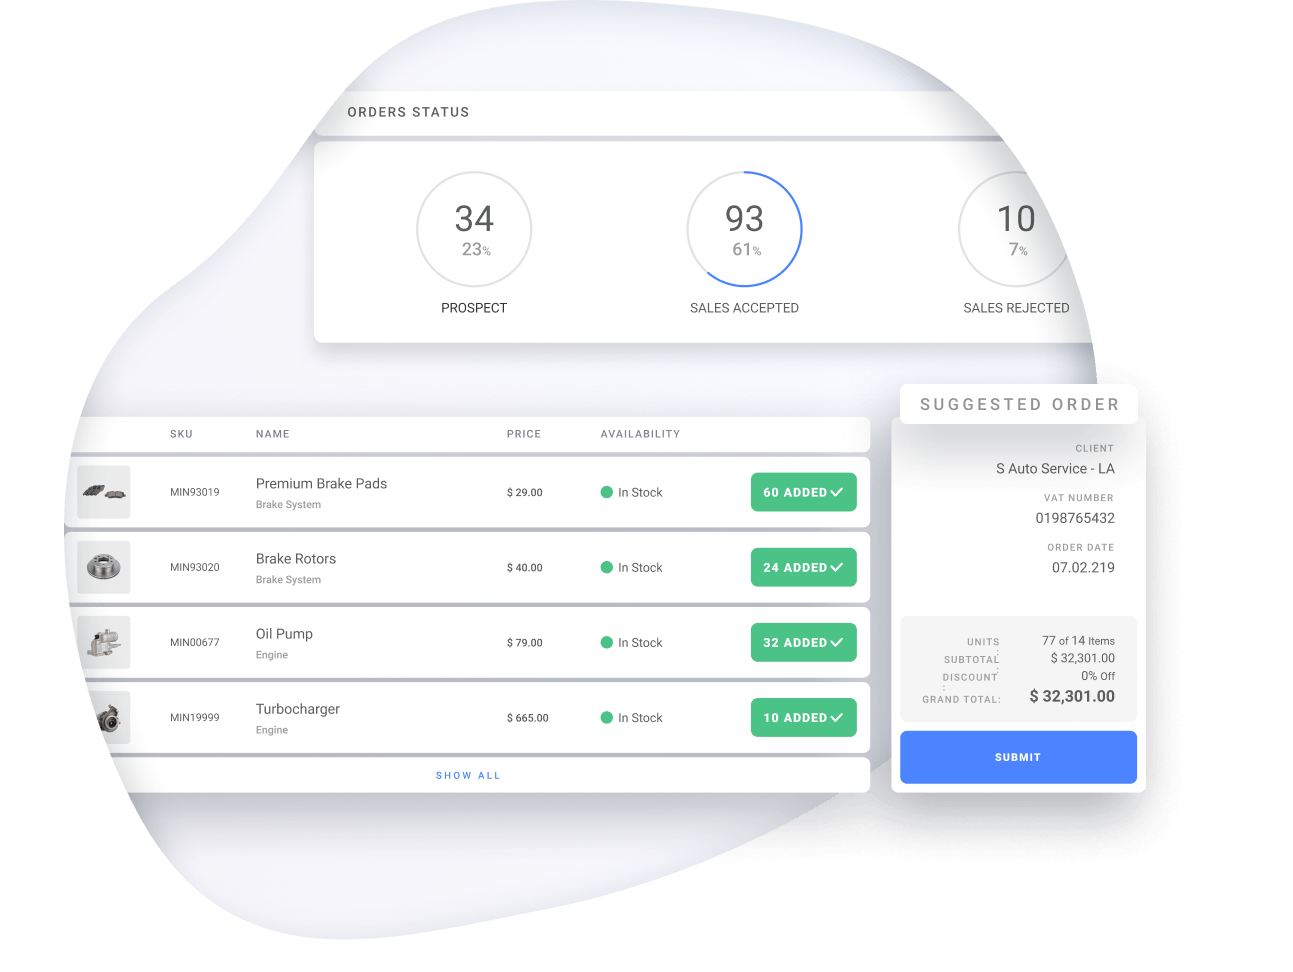 ORDERS STATUS
34
23%
PROSPECT
93
61%
SALES ACCEPTED
10
7%
SALES REJECTED
SKU NAME PRICE AVAILABILITY
MIN93019 Premium Brake Pads Brake System $ 29.00 In Stock 60 ADDED
MIN93020 Brake Rotors Brake System $ 40.00 In Stock 24 ADDED
MIN00677 Oil Pump Engine $ 79.00 In Stock 32 ADDED
MIN19999 Turbocharger Engine $ 665.00 In Stock 10 ADDED
SHOW ALL
SUGGESTED ORDER
CLIENT
S Auto Service - LA
VAT NUMBER
0198765432
ORDER DATE
07.02.219
UNITS : 77 of 14 Items
SUBTOTAL : $ 32,301.00
DISCOUNT : 0% Off
GRAND TOTAL: $ 32,301.00
SUBMIT